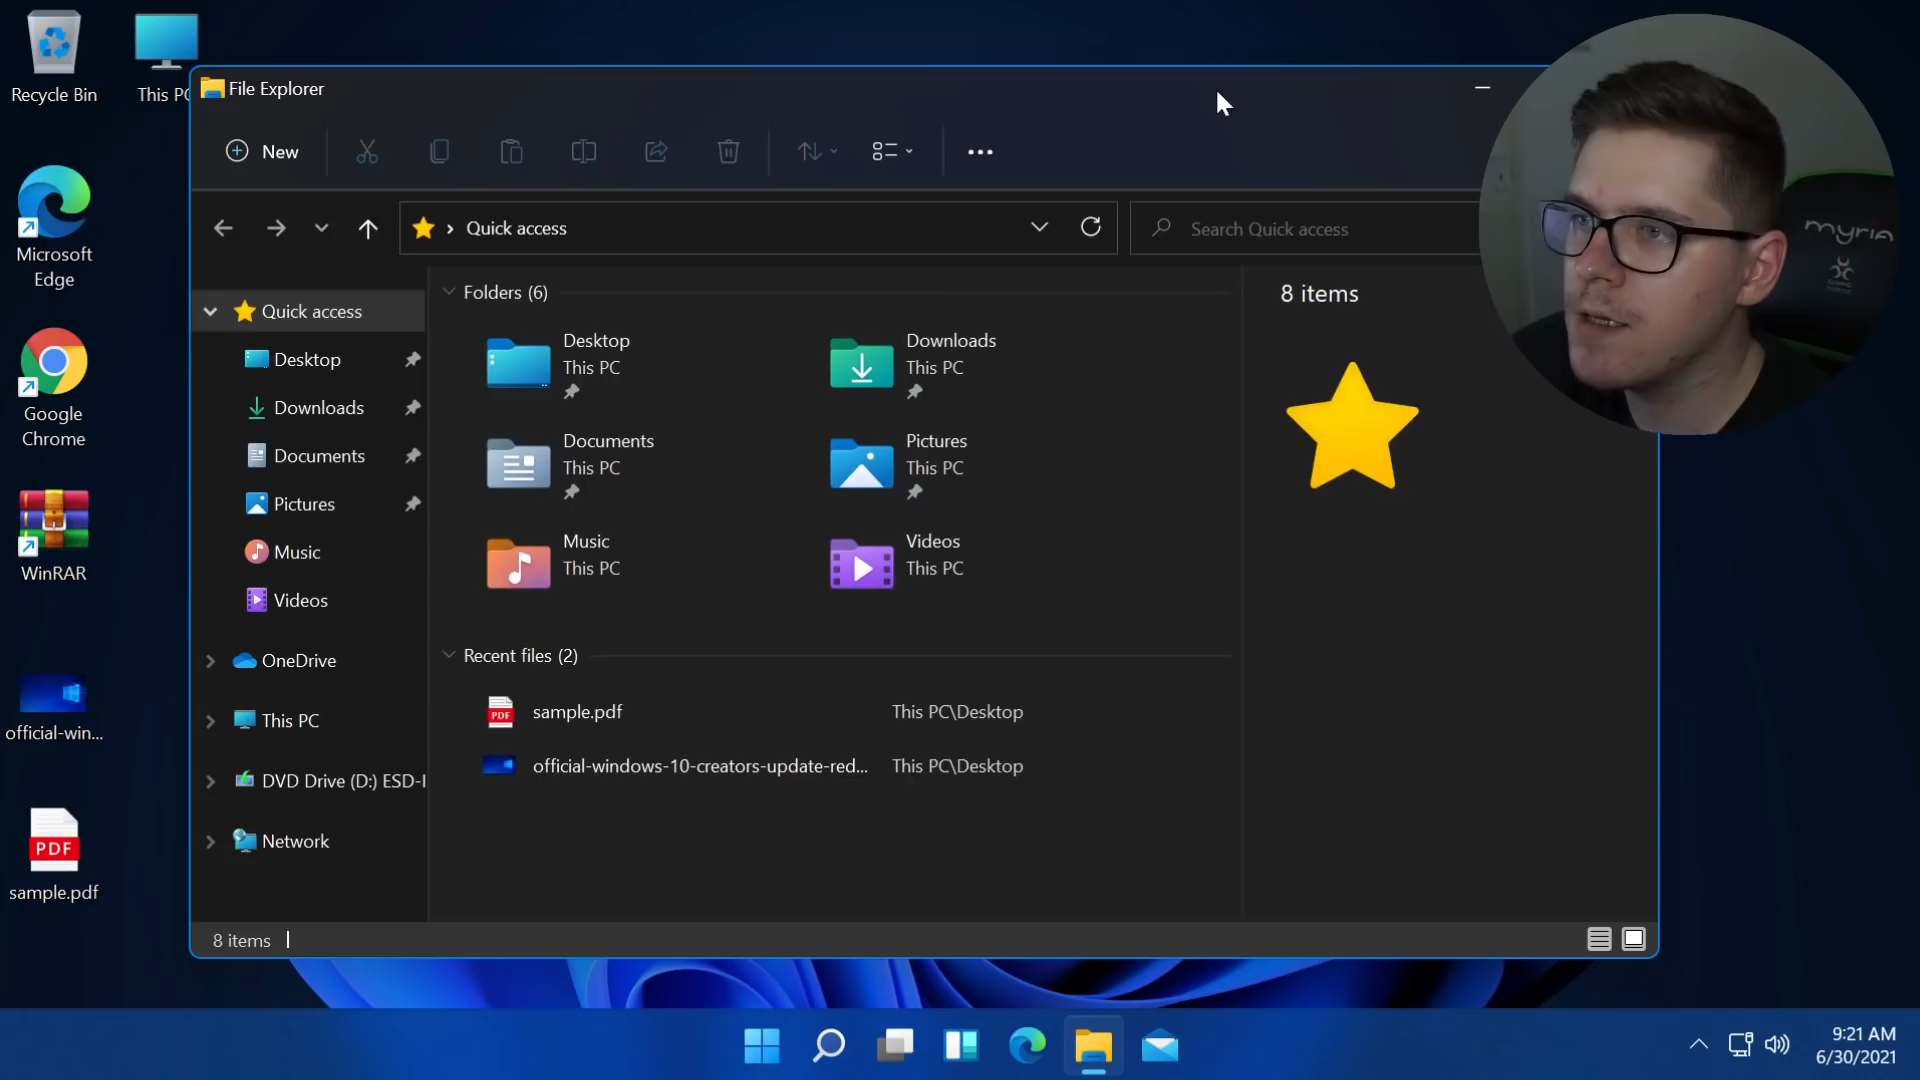 Recycle Bin
This PC
Microsoft
Edge
Google
Chrome
WinRAR
official-win...
PDF
sample.pdf
File Explorer
New
Quick access
Search Quick access
Quick access
Desktop
Downloads
Documents
Pictures
Music
Videos
OneDrive
This PC
DVD Drive (D:) ESD-I
Network
Folders (6)
Desktop
This PC
Downloads
This PC
Documents
This PC
Pictures
This PC
Music
This PC
Videos
This PC
Recent files (2)
PDF
sample.pdf
This PC\Desktop
official-windows-10-creators-update-red...
This PC\Desktop
8 items
8 items
myria
9:21 AM
6/30/2021